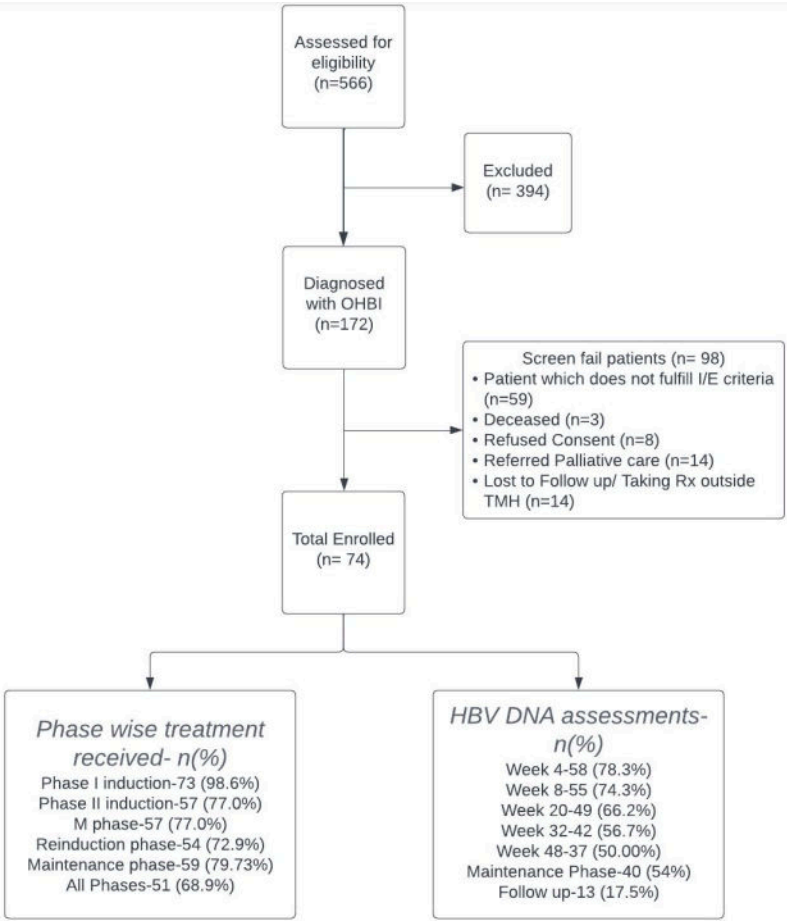 Assessed for
eligibility
(n=566)
Excluded
(n= 394)
Diagnosed
with OHBI
(n=172)
Screen fail patients (n= 98)
• Patient which does not fulfill I/E criteria
(n=59)
• Deceased (n=3)
• Refused Consent (n=8)
• Referred Palliative care (n=14)
• Lost to Follow up/ Taking Rx outside
TMH (n=14)
Total Enrolled
(n= 74)
Phase wise treatment
received- n(%)
Phase I induction-73 (98.6%)
Phase II induction-57 (77.0%)
M phase-57 (77.0%)
Reinduction phase-54 (72.9%)
Maintenance phase-59 (79.73%)
All Phases-51 (68.9%)
HBV DNA assessments-
n(%)
Week 4-58 (78.3%)
Week 8-55 (74.3%)
Week 20-49 (66.2%)
Week 32-42 (56.7%)
Week 48-37 (50.00%)
Maintenance Phase-40 (54%)
Follow up-13 (17.5%)